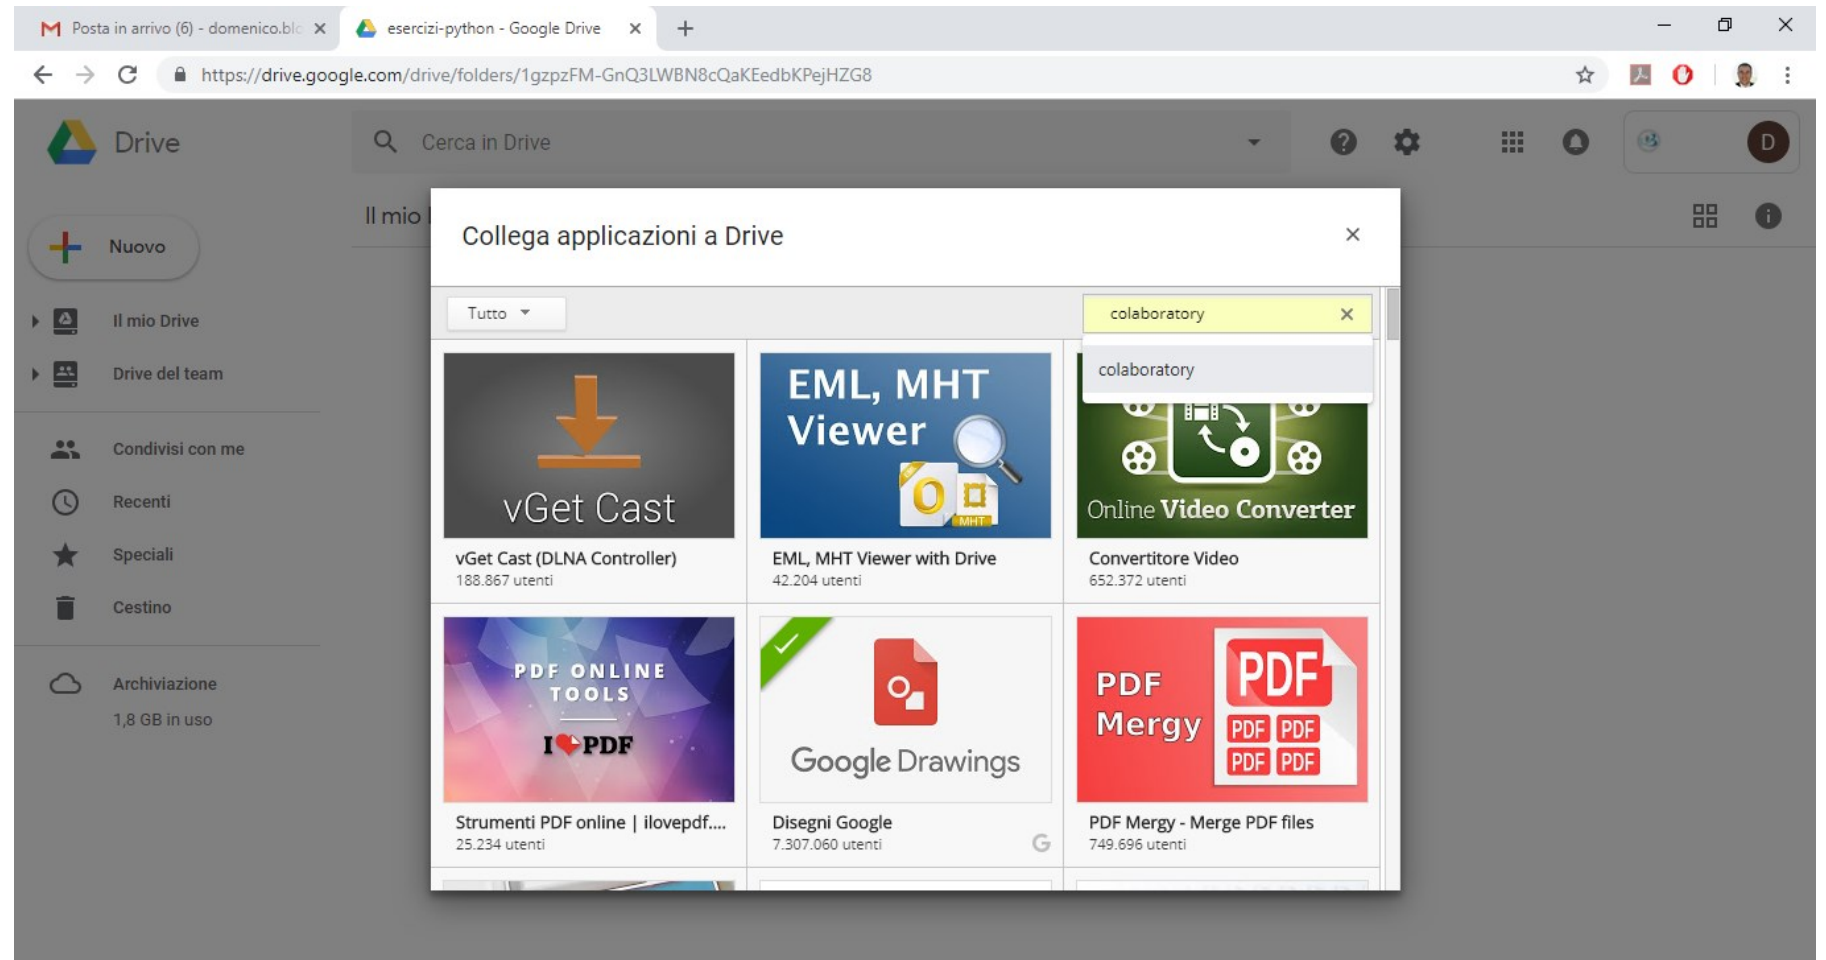 Posta in arrivo (6) - domenico.blo
esercizi-python - Google Drive
https://drive.google.com/drive/folders/1gzpzFM-GnQ3LWBN8cQaKEedbKPejHZG8
Drive
Cerca in Drive
D
Il mio
Nuovo
Il mio Drive
Drive del team
Condivisi con me
Recenti
Speciali
Cestino
Archiviazione
1,8 GB in uso
Collega applicazioni a Drive
Tutto
colaboratory
colaboratory
vGet Cast
EML, MHT
Viewer
MHT
Online Video Converter
vGet Cast (DLNA Controller)
188.867 utenti
EML, MHT Viewer with Drive
42.204 utenti
Convertitore Video
652.372 utenti
PDF ONLINE
TOOLS
I PDF
Google Drawings
PDF
Mergy
PDF
PDF PDF
PDF PDF
Strumenti PDF online | ilovepdf....
25.234 utenti
Disegni Google
7.307.060 utenti
G
PDF Mergy - Merge PDF files
749.696 utenti